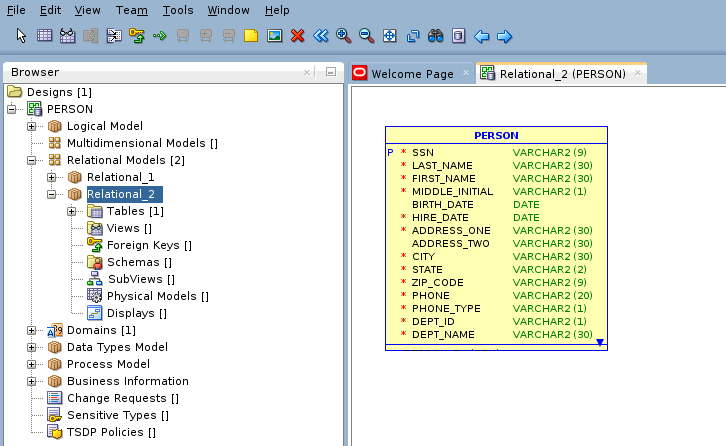 File Edit View Team Tools Window Help
Browser
Welcome Page
Relational_2 (PERSON)
Designs [1]
PERSON
Logical Model
Multidimensional Models []
Relational Models [2]
Relational_1
Relational_2
Tables [1]
Views []
Foreign Keys []
Schemas []
SubViews []
Physical Models []
Displays []
Domains [1]
Data Types Model
Process Model
Business Information
Change Requests []
Sensitive Types []
TSDP Policies []
PERSON
P * SSN VARCHAR2 (9)
* LAST_NAME VARCHAR2 (30)
* FIRST_NAME VARCHAR2 (30)
* MIDDLE_INITIAL VARCHAR2 (1)
BIRTH_DATE DATE
* HIRE_DATE DATE
* ADDRESS_ONE VARCHAR2 (30)
ADDRESS_TWO VARCHAR2 (30)
* CITY VARCHAR2 (30)
* STATE VARCHAR2 (2)
* ZIP_CODE VARCHAR2 (9)
* PHONE VARCHAR2 (20)
* PHONE_TYPE VARCHAR2 (1)
* DEPT_ID VARCHAR2 (1)
* DEPT_NAME VARCHAR2 (30)